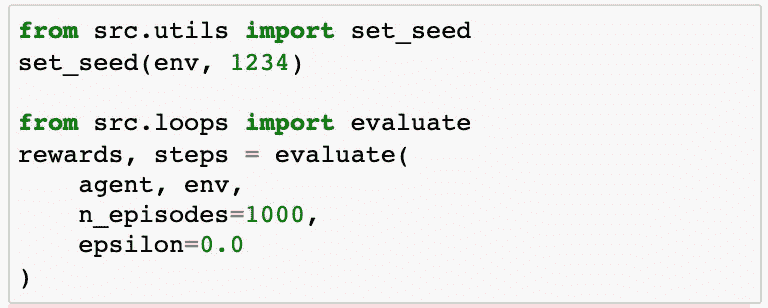 from src.utils import set_seed
set_seed(env, 1234)
from src.loops import evaluate
rewards, steps = evaluate(
agent, env,
n_episodes=1000,
epsilon=0.0
)